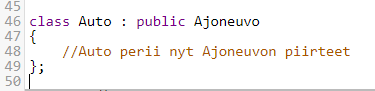 45
46 class Auto : public Ajoneuvo
47 {
48 //Auto perii nyt Ajoneuvon piirteet
49 };
50